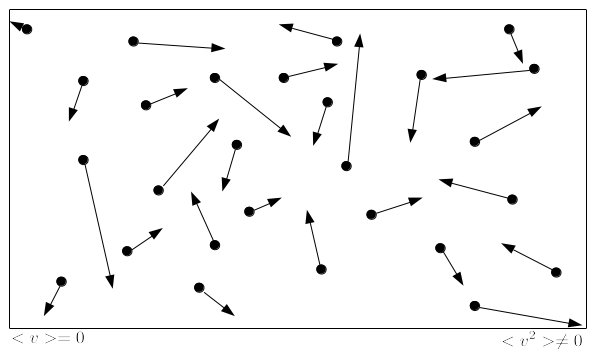 < v >= 0
< v² >≠ 0